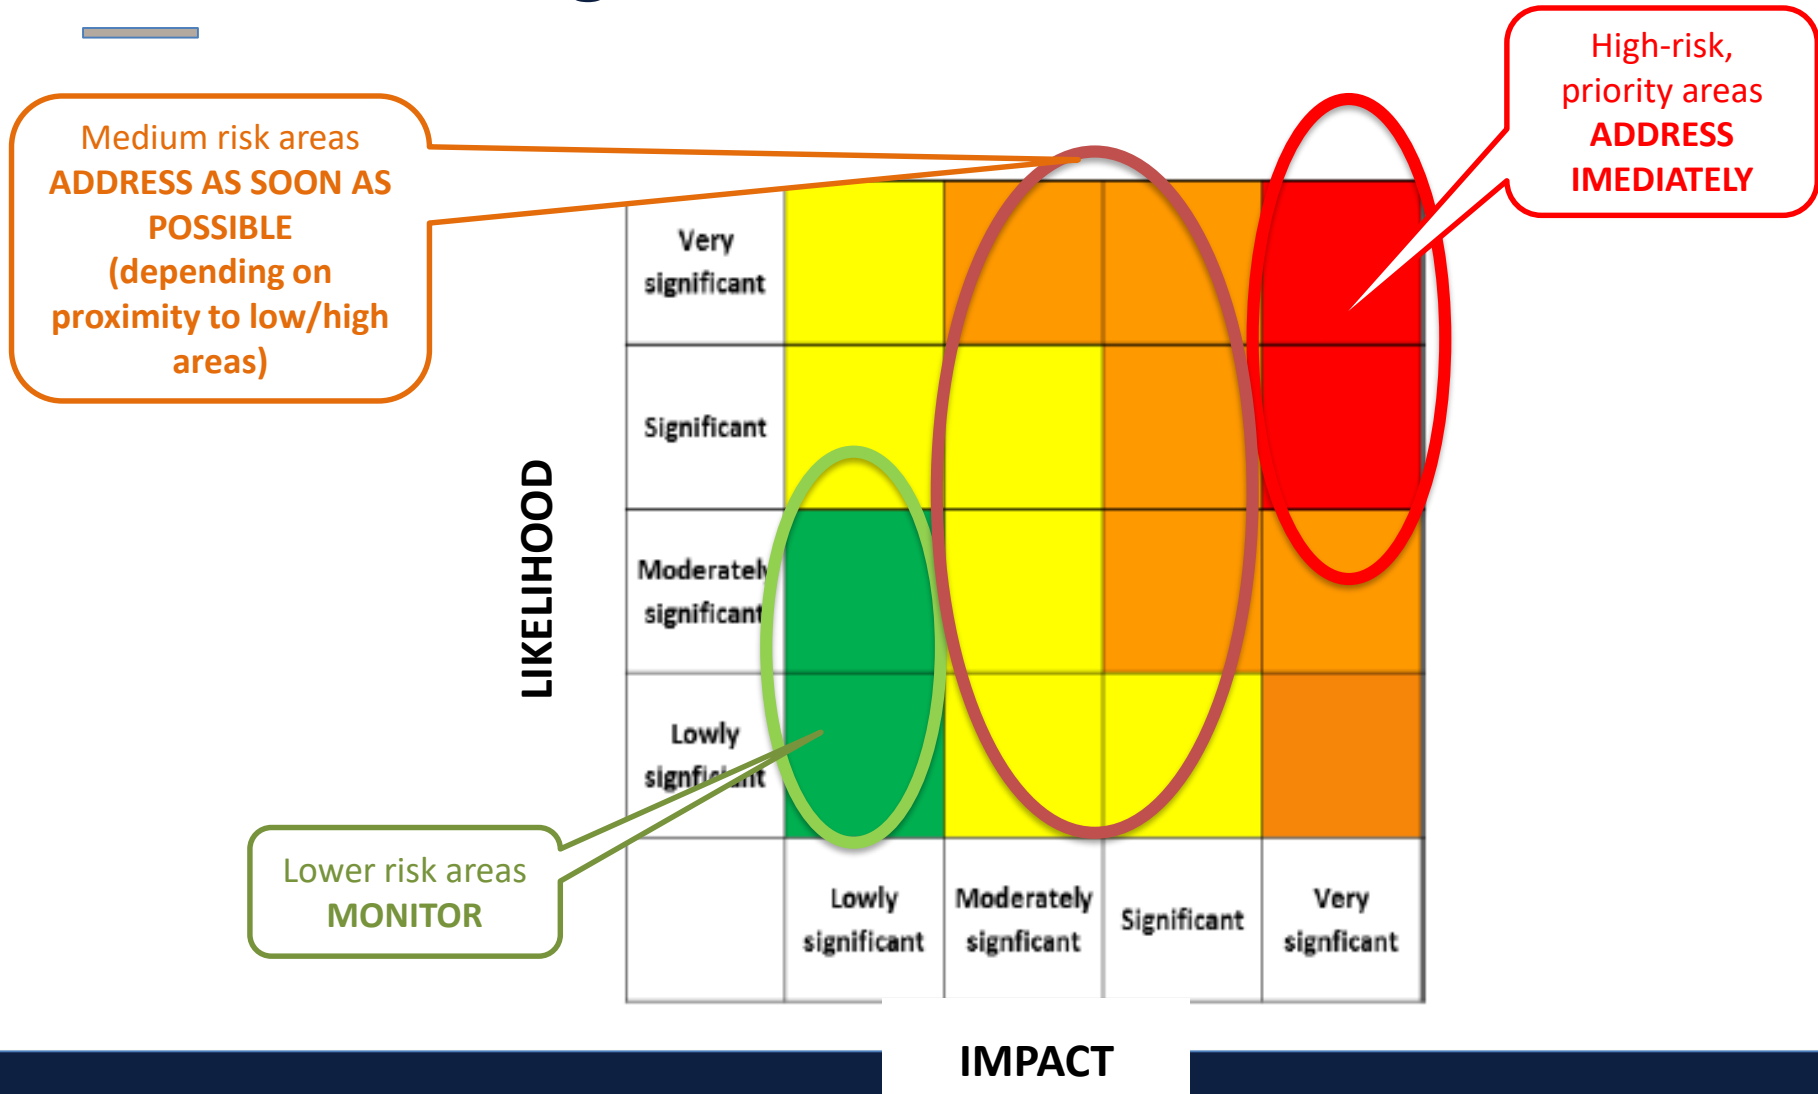 High-risk,
priority areas
ADDRESS
IMEDIATELY
Medium risk areas
ADDRESS AS SOON AS
POSSIBLE
(depending on
proximity to low/high
areas)
Very
significant
Significant
LIKELIHOOD
Moderately
significant
Lowly
signficiant
Lower risk areas
MONITOR
Lowly
significant
Moderately
signficant
Significant
Very
signficant
IMPACT